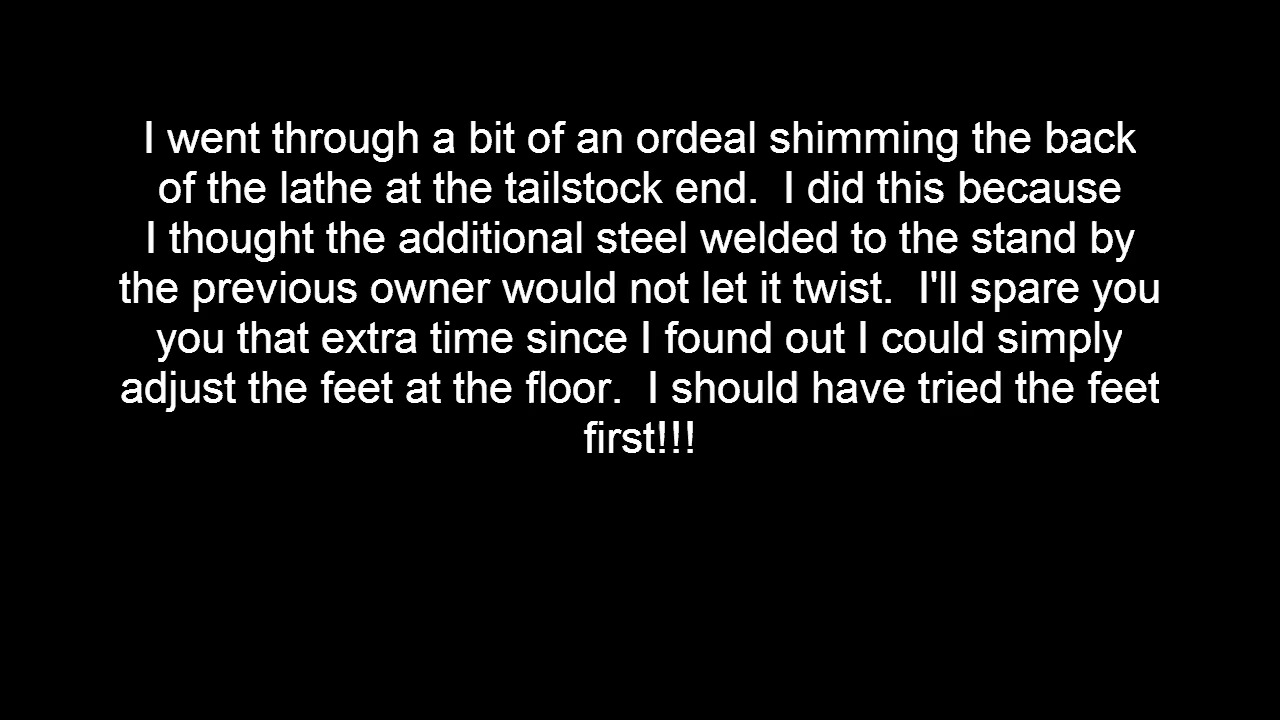 I went through a bit of an ordeal shimming the back
of the lathe at the tailstock end.  I did this because
I thought the additional steel welded to the stand by
the previous owner would not let it twist.  I'll spare you
you that extra time since I found out I could simply
adjust the feet at the floor.  I should have tried the feet
first!!!